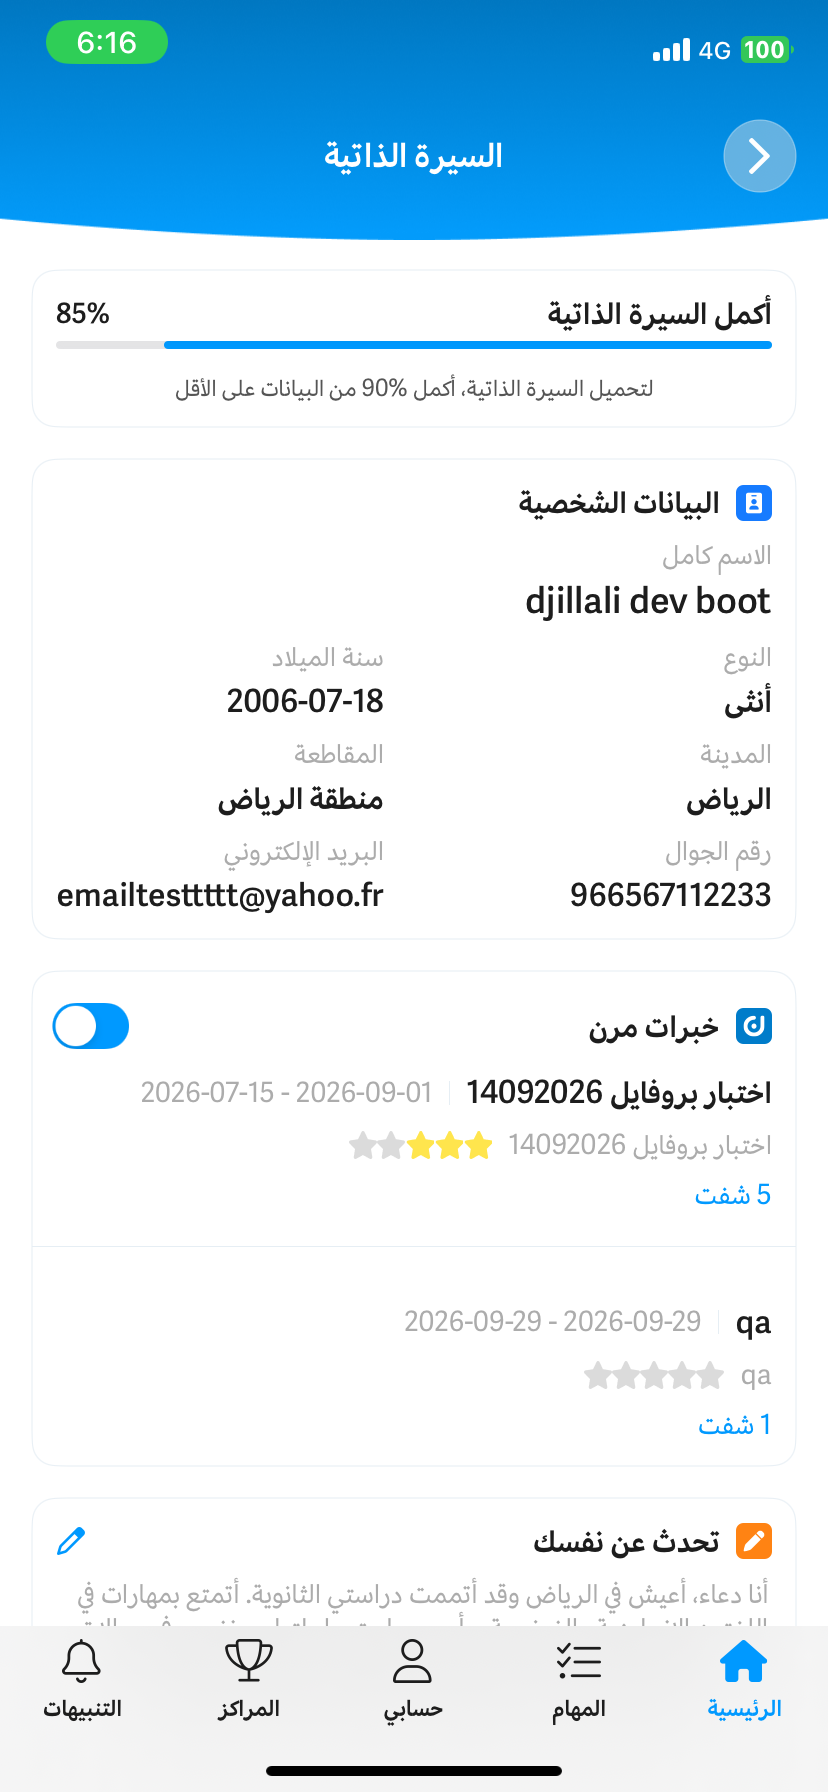 6:16
4G 100
السيرة الذاتية
أكمل السيرة الذاتية 85%
لتحميل السيرة الذاتية، أكمل 90% من البيانات على الأقل
البيانات الشخصية
الاسم كامل
djillali dev boot
النوع سنة الميلاد
أنثى 2006-07-18
المدينة المقاطعة
الرياض منطقة الرياض
رقم الجوال البريد الإلكتروني
966567112233 emailtesttttt@yahoo.fr
خبرات مرن
اختبار بروفايل 14092026 2026-07-15 - 2026-09-01
اختبار بروفايل 14092026
5 شفت
qa 2026-09-29 - 2026-09-29
qa
1 شفت
تحدث عن نفسك
أنا دعاء، أعيش في الرياض وقد أتممت دراستي الثانوية. أتمتع بمهارات في
الرئيسية المهام حسابي المراكز التنبيهات